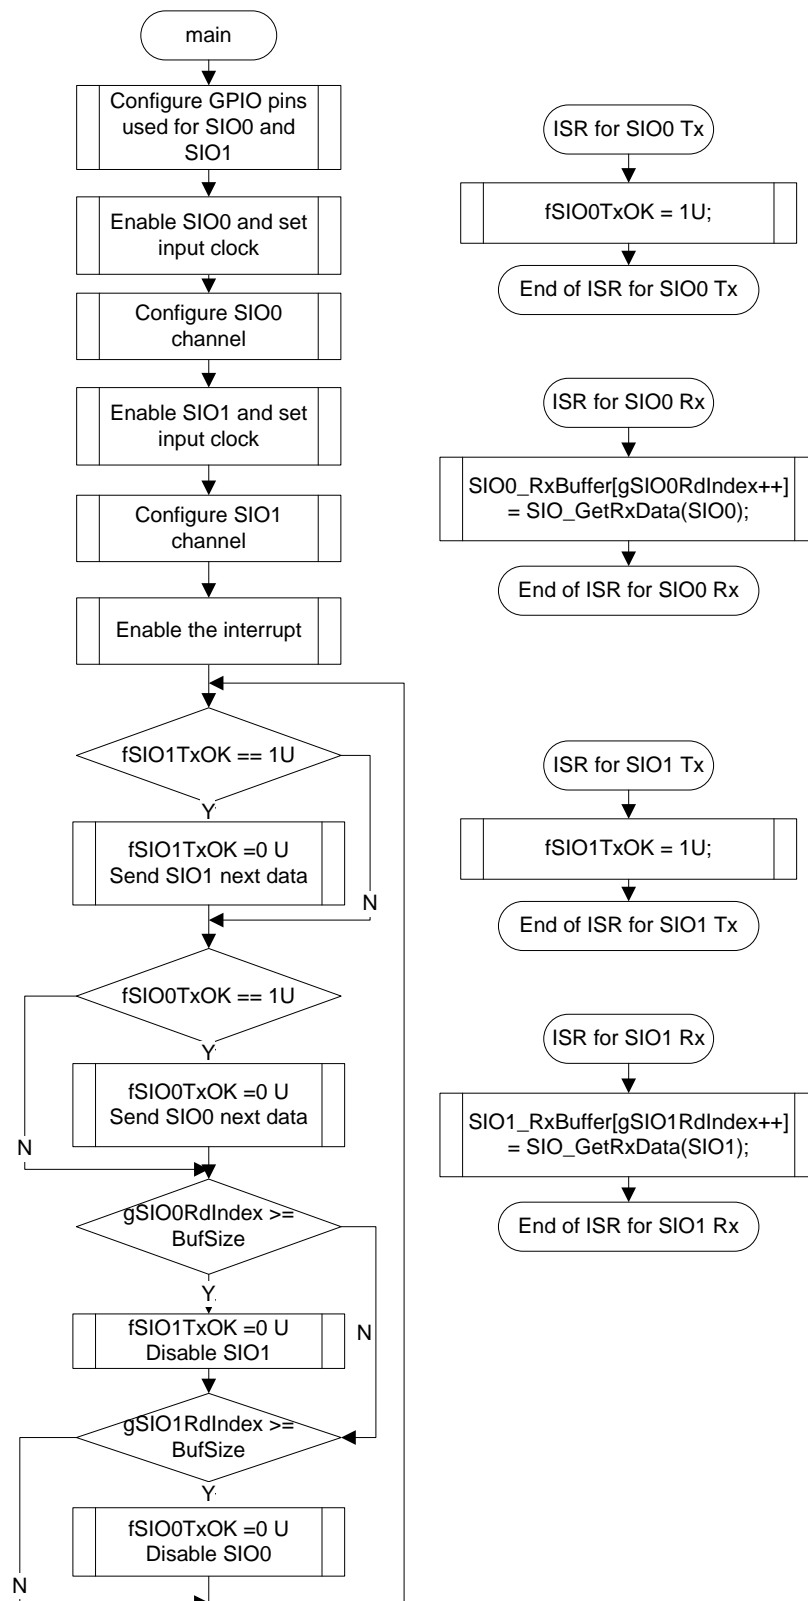 main
Configure GPIO pins
used for SIO0 and
SIO1
Enable SIO0 and set
input clock
Configure SIO0
channel
Enable SIO1 and set
input clock
Configure SIO1
channel
Enable the interrupt
fSIO1TxOK == 1U
Y
fSIO1TxOK =0 U
Send SIO1 next data
N
fSIO0TxOK == 1U
Y
fSIO0TxOK =0 U
Send SIO0 next data
N
gSIO0RdIndex >=
BufSize
Y
fSIO1TxOK =0 U
Disable SIO1
N
gSIO1RdIndex >=
BufSize
Y
fSIO0TxOK =0 U
Disable SIO0
N
ISR for SIO0 Tx
fSIO0TxOK = 1U;
End of ISR for SIO0 Tx
ISR for SIO0 Rx
SIO0_RxBuffer[gSIO0RdIndex++]
= SIO_GetRxData(SIO0);
End of ISR for SIO0 Rx
ISR for SIO1 Tx
fSIO1TxOK = 1U;
End of ISR for SIO1 Tx
ISR for SIO1 Rx
SIO1_RxBuffer[gSIO1RdIndex++]
= SIO_GetRxData(SIO1);
End of ISR for SIO1 Rx